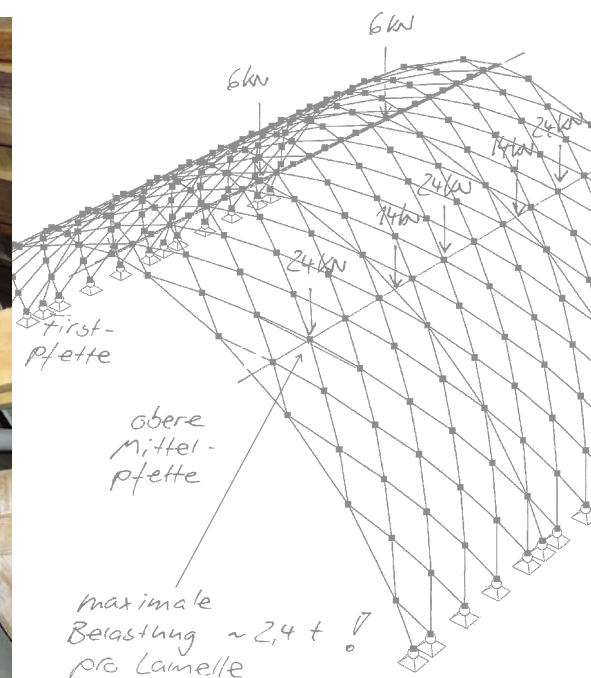 6kN
6kN
24kN
14kN
24kN
14kN
24kN
First-
pfette
obere
Mittel-
pfette
maximale
Belastung ~ 2,4 t !
pro Lamelle